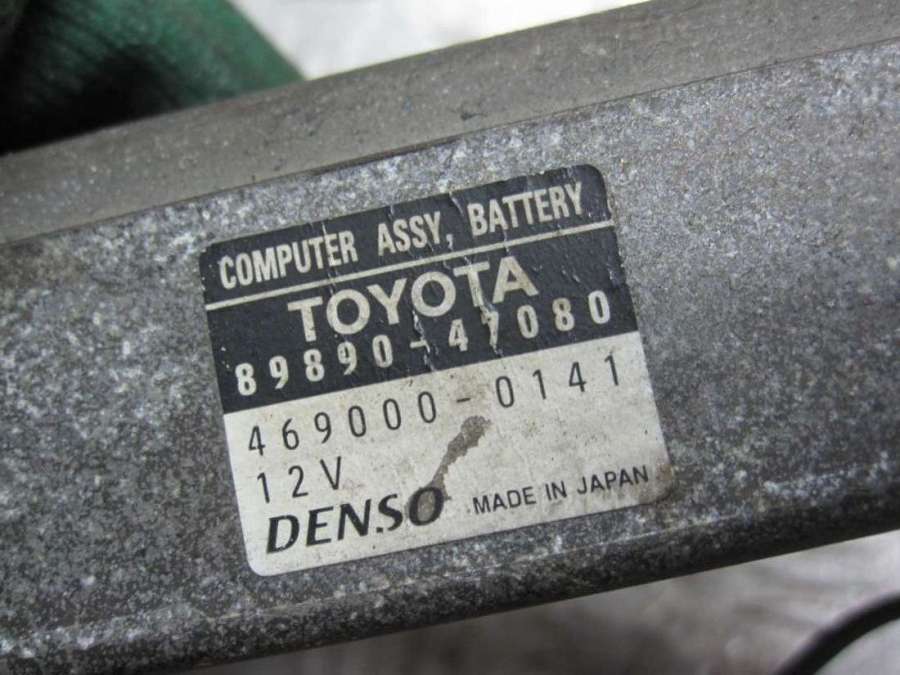 COMPUTER ASSY, BATTERY
TOYOTA
89890-47080
469000-0141
12V
DENSO MADE IN JAPAN